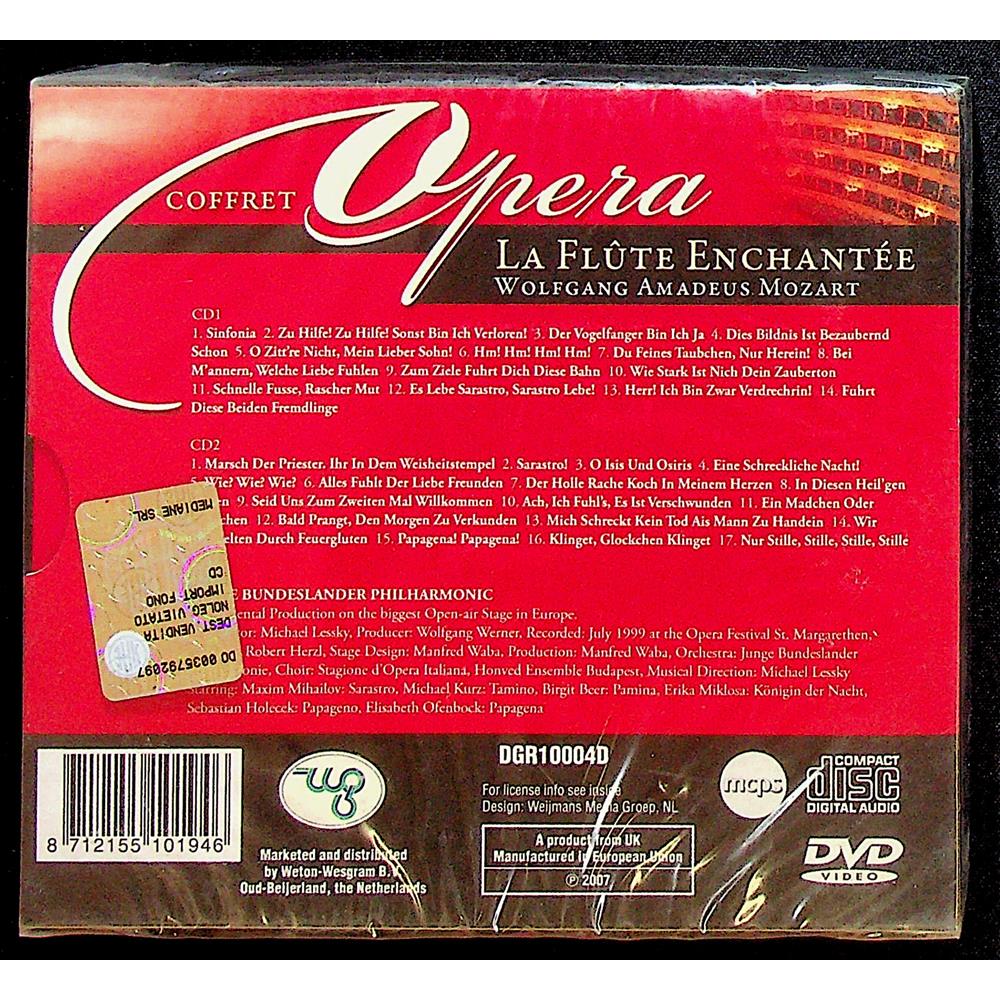 COFFRET Opera
LA FLÛTE ENCHANTÉE
WOLFGANG AMADEUS MOZART
CD1
1. Sinfonia 2. Zu Hilfe! Zu Hilfe! Sonst Bin Ich Verloren! 3. Der Vogelfanger Bin Ich Ja 4. Dies Bildnis Ist Bezaubernd
Schon 5. O Zitt're Nicht, Mein Lieber Sohn! 6. Hm! Hm! Hm! Hm! 7. Du Feines Taubchen, Nur Herein! 8. Bei
M'annern, Welche Liebe Fuhlen 9. Zum Ziele Fuhrt Dich Diese Bahn 10. Wie Stark Ist Nich Dein Zauberton
11. Schnelle Fusse, Rascher Mut 12. Es Lebe Sarastro, Sarastro Lebe! 13. Herr! Ich Bin Zwar Verdrechrin! 14. Fuhrt
Diese Beiden Fremdlinge
CD2
1. Marsch Der Priester. Ihr In Dem Weisheitstempel 2. Sarastro! 3. O Isis Und Osiris 4. Eine Schreckliche Nacht!
5. Wie? Wie? Wie? 6. Alles Fuhlt Der Liebe Freunden 7. Der Holle Rache Koch In Meinem Herzen 8. In Diesen Heil'gen
9. Seid Uns Zum Zweiten Mal Willkommen 10. Ach, Ich Fuhl's, Es Ist Verschwunden 11. Ein Madchen Oder
12. Bald Prangt, Den Morgen Zu Verkunden 13. Mich Schreckt Kein Tod Ais Mann Zu Handein 14. Wir
Durch Feuergluten 15. Papagena! Papagena! 16. Klinget, Glockchen Klinget 17. Nur Stille, Stille, Stille, Stille
BUNDESLANDER PHILHARMONIC
Production on the biggest Open-air Stage in Europe.
Michael Lessky, Producer: Wolfgang Werner, Recorded: July 1999 at the Opera Festival St. Margarethen,
Robert Herzl, Stage Design: Manfred Waba, Production: Manfred Waba, Orchestra: Junge Bundeslander
Choir: Stagione d'Opera Italiana, Honved Ensemble Budapest, Musical Direction: Michael Lessky
Starring: Maxim Mihailov: Sarastro, Michael Kurz: Tamino, Birgit Beer: Pamina, Erika Miklosa: Königin der Nacht,
Sebastian Holecek: Papageno, Elisabeth Ofenbock: Papagena
DO 00357922097
DEST. VENDITA
NOLEG. VIETATO
IMPORT FONO
CD
MEDIANE SRL
8 712155 101946
Marketed and distributed
by Weton-Wesgram B.V
Oud-Beijerland, the Netherlands
DGR10004D
For license info see inside
Design: Weijmans Media Groep, NL
A product from UK
Manufactured in European Union
℗ 2007
mcps
COMPACT
disc
DIGITAL AUDIO
DVD
VIDEO